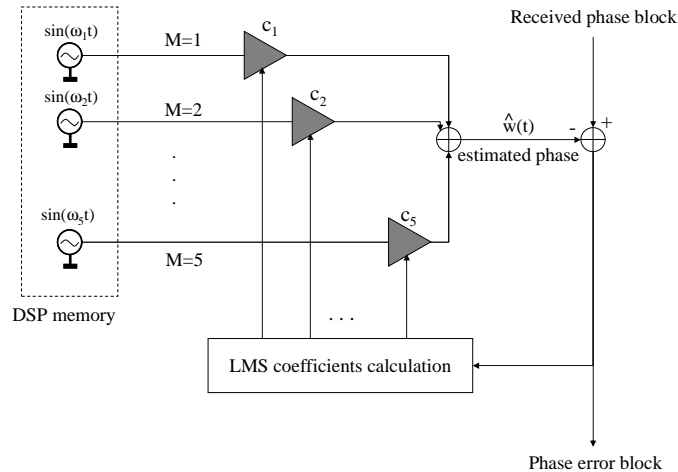 sin(ω₁t)
M=1
c₁
Received phase block
sin(ω₂t)
M=2
c₂
ŵ(t)
- +
estimated phase
. . .
sin(ω₅t)
c₅
M=5
DSP memory
. . .
LMS coefficients calculation
Phase error block